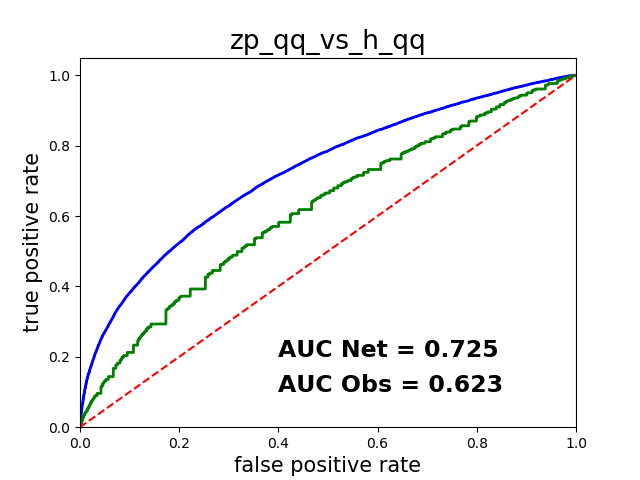 zp_qq_vs_h_qq
true positive rate
1.0
0.8
0.6
0.4
0.2
0.0
AUC Net = 0.725
AUC Obs = 0.623
0.0 0.2 0.4 0.6 0.8 1.0
false positive rate